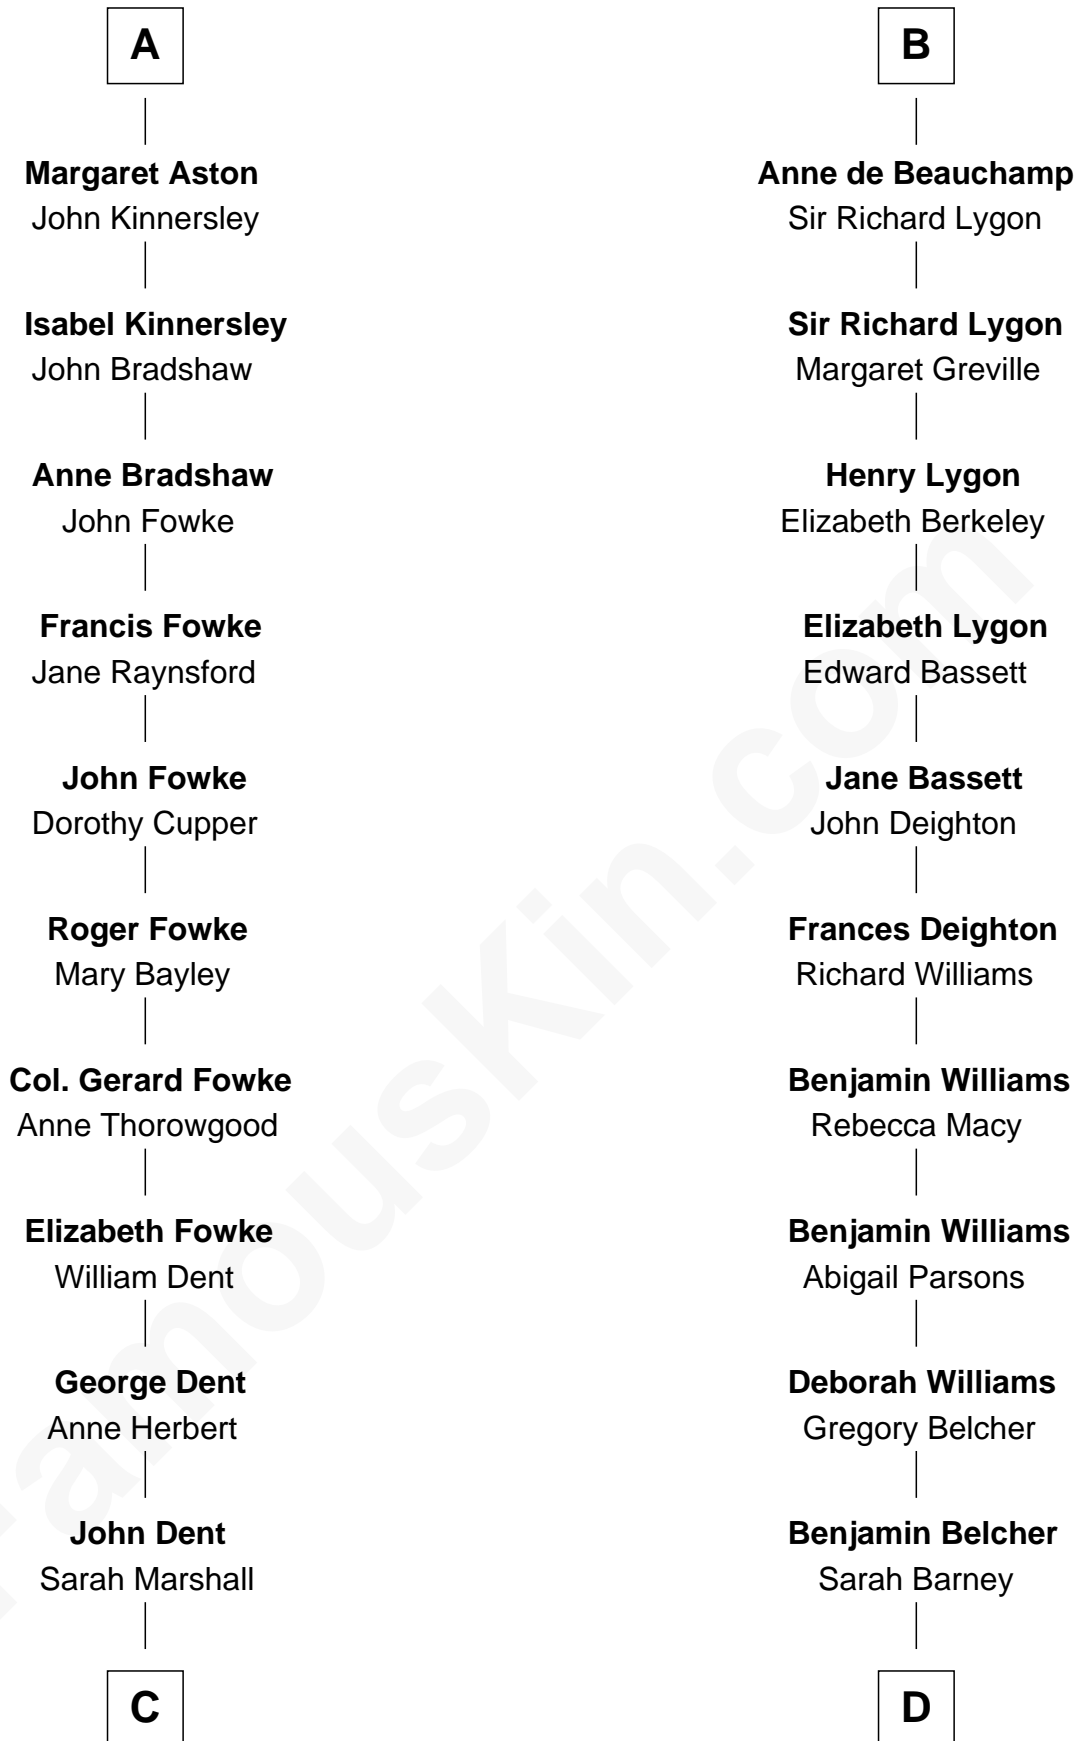 A
Margaret Aston
John Kinnersley
Isabel Kinnersley
John Bradshaw
Anne Bradshaw
John Fowke
Francis Fowke
Jane Raynsford
John Fowke
Dorothy Cupper
Roger Fowke
Mary Bayley
Col. Gerard Fowke
Anne Thorowgood
Elizabeth Fowke
William Dent
George Dent
Anne Herbert
John Dent
Sarah Marshall
C
B
Anne de Beauchamp
Sir Richard Lygon
Sir Richard Lygon
Margaret Greville
Henry Lygon
Elizabeth Berkeley
Elizabeth Lygon
Edward Bassett
Jane Bassett
John Deighton
Frances Deighton
Richard Williams
Benjamin Williams
Rebecca Macy
Benjamin Williams
Abigail Parsons
Deborah Williams
Gregory Belcher
Benjamin Belcher
Sarah Barney
D
FamousKin.com